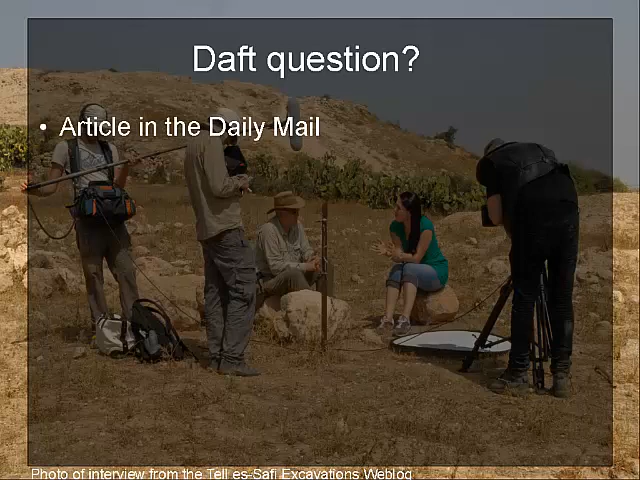 Daft question?
• Article in the Daily Mail
Photo of interview from the Tell es-Safi Excavations Weblog